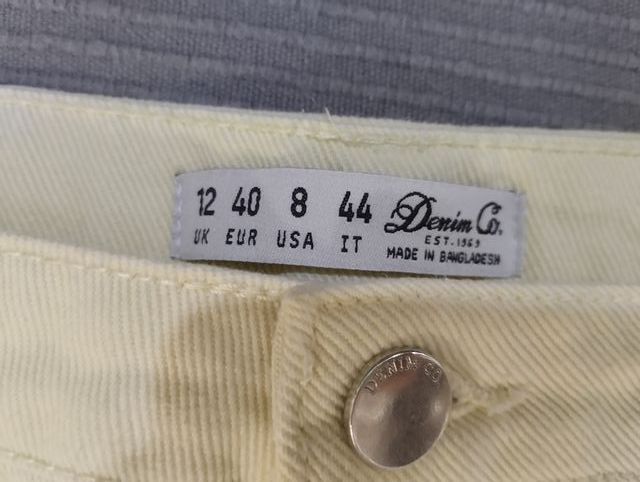 12 40 8 44 Denim Co.
UK EUR USA IT EST. 1969
MADE IN BANGLADESH
DENIM CO